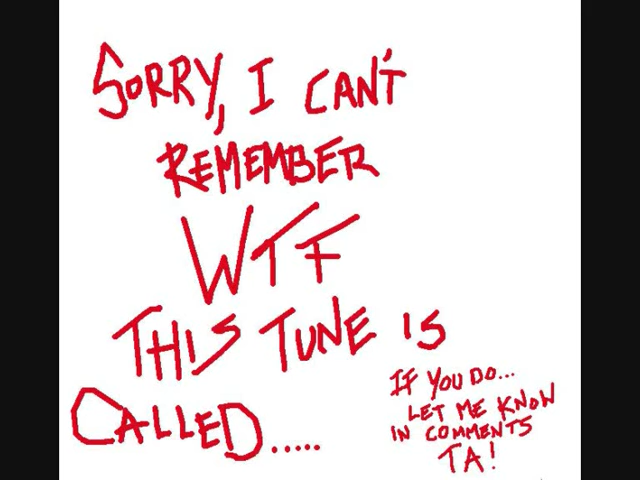 SORRY, I CAN'T
REMEMBER
WTF
THIS TUNE IS
CALLED.....
IF YOU DO...
LET ME KNOW
IN COMMENTS
TA!